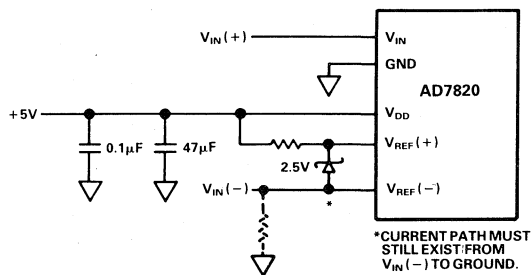 V_IN(+)
V_IN
GND
AD7820
+5V
V_DD
0.1μF
47μF
V_REF(+)
2.5V
V_IN(−)
V_REF(−)
*
*CURRENT PATH MUST
STILL EXIST FROM
V_IN(−) TO GROUND.